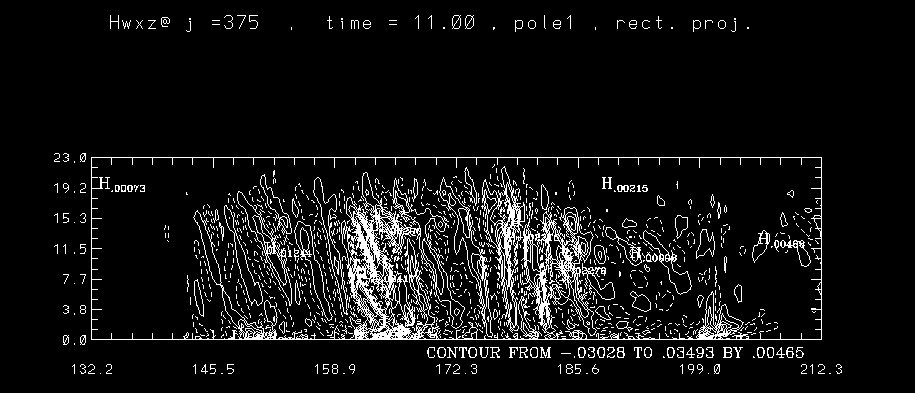 Hwxz@ j =375 , time = 11.00 , pole1 , rect. proj.
23.0
19.2
H.00073
H.00215
15.3
11.5
7.7
3.8
0.0
CONTOUR FROM -.03028 TO .03493 BY .00465
132.2 145.5 158.9 172.3 185.6 199.0 212.3